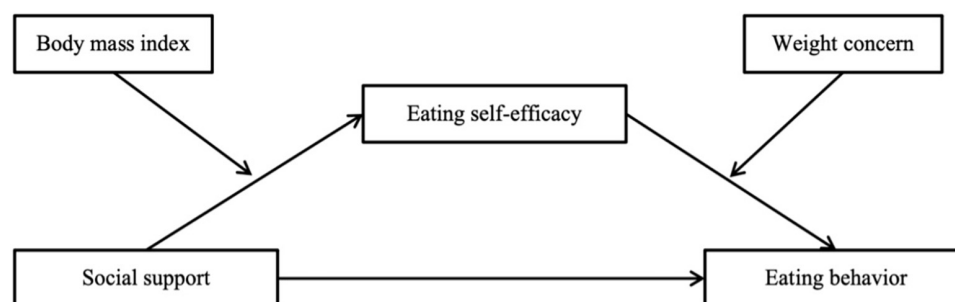 Body mass index
Weight concern
Eating self-efficacy
Social support
Eating behavior